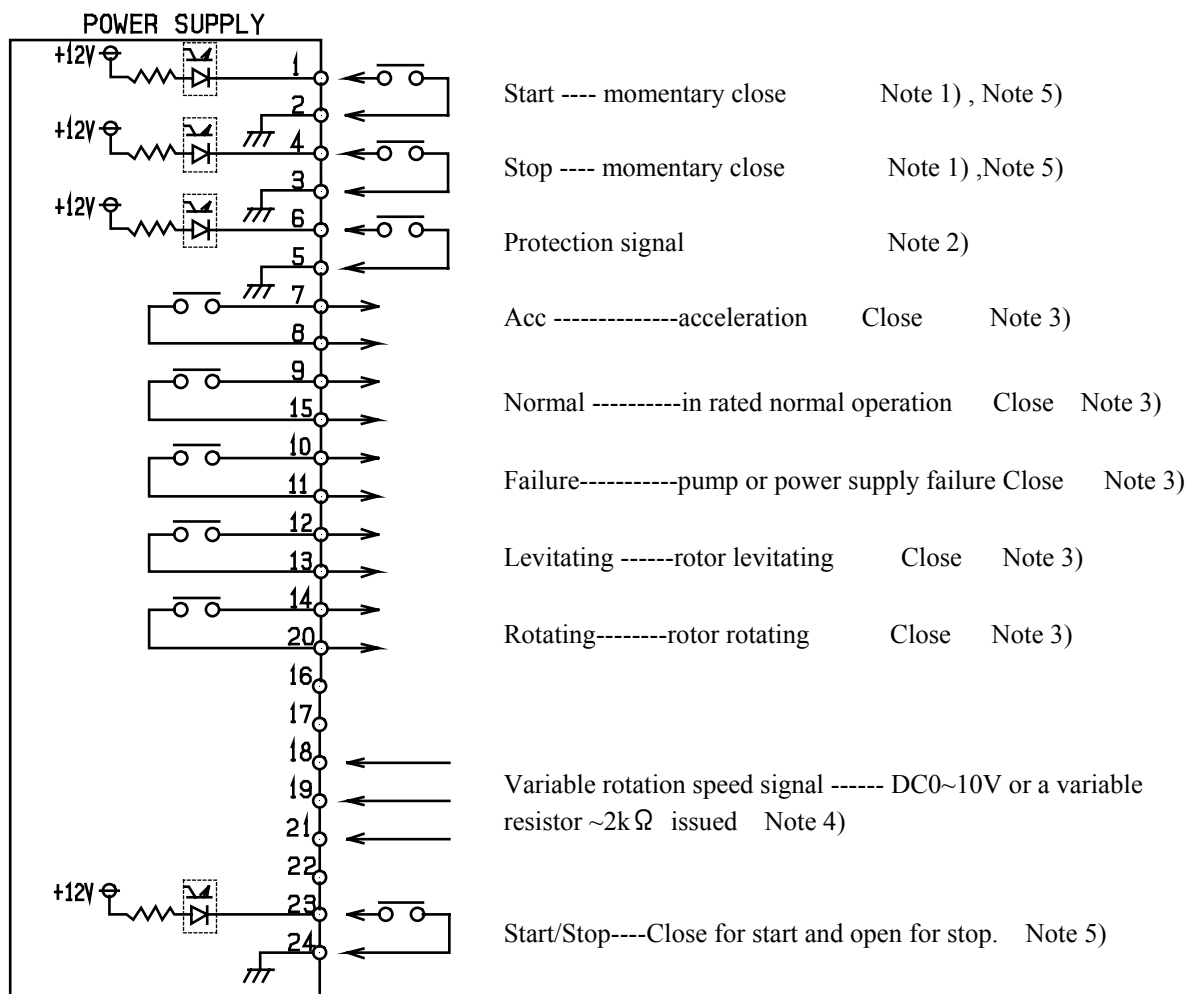 POWER SUPPLY
+12V
1
Start ---- momentary close Note 1) , Note 5)
2
+12V
4
Stop ---- momentary close Note 1) ,Note 5)
3
+12V
6
Protection signal Note 2)
5
7
Acc --------------acceleration Close Note 3)
8
9
Normal ----------in rated normal operation Close Note 3)
15
10
Failure-----------pump or power supply failure Close Note 3)
11
12
Levitating ------rotor levitating Close Note 3)
13
14
Rotating--------rotor rotating Close Note 3)
20
16
17
18
Variable rotation speed signal ------ DC0~10V or a variable
19
resistor ~2kΩ issued Note 4)
21
22
+12V
23
Start/Stop----Close for start and open for stop. Note 5)
24